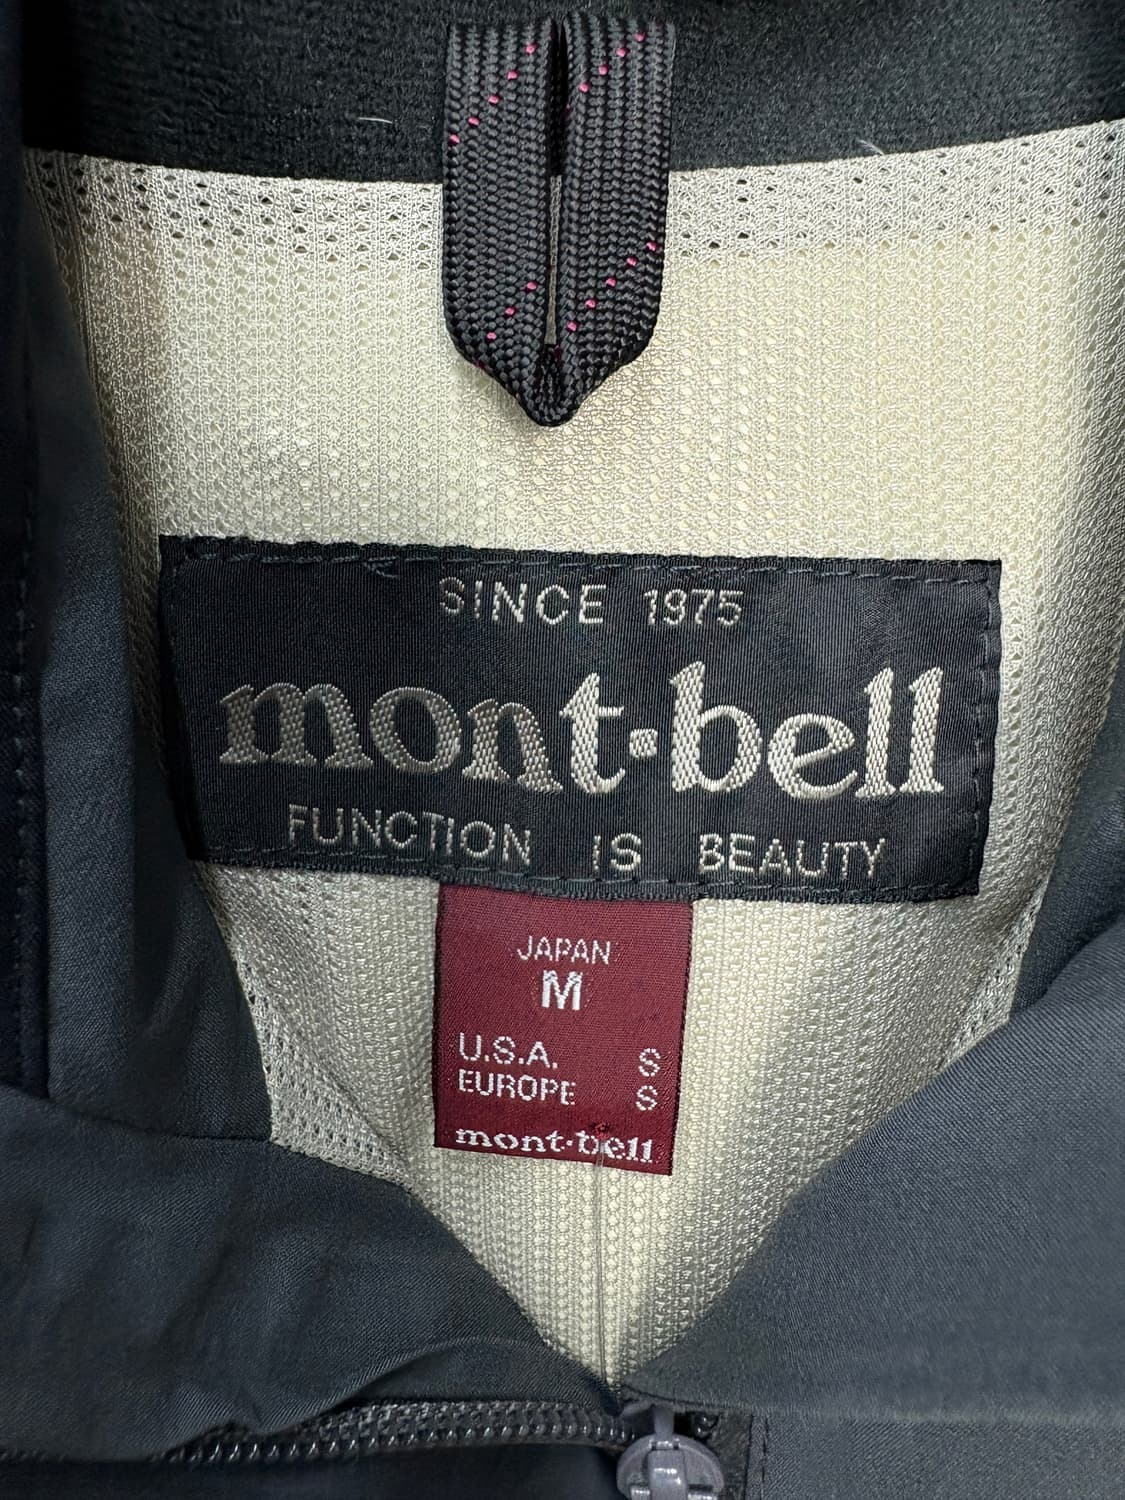 SINCE 1975
mont·bell
FUNCTION IS BEAUTY
JAPAN
M
U.S.A. S
EUROPE S
mont·bell